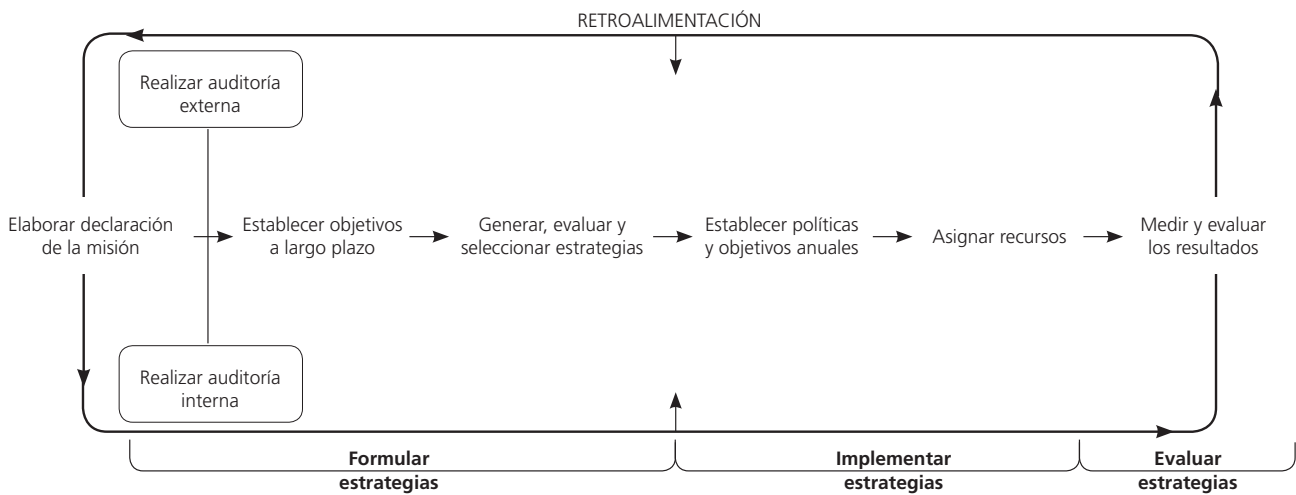 RETROALIMENTACIÓN
Realizar auditoría
externa
Elaborar declaración
de la misión
Establecer objetivos
a largo plazo
Generar, evaluar y
seleccionar estrategias
Establecer políticas
y objetivos anuales
Asignar recursos
Medir y evaluar
los resultados
Realizar auditoría
interna
Formular
estrategias
Implementar
estrategias
Evaluar
estrategias